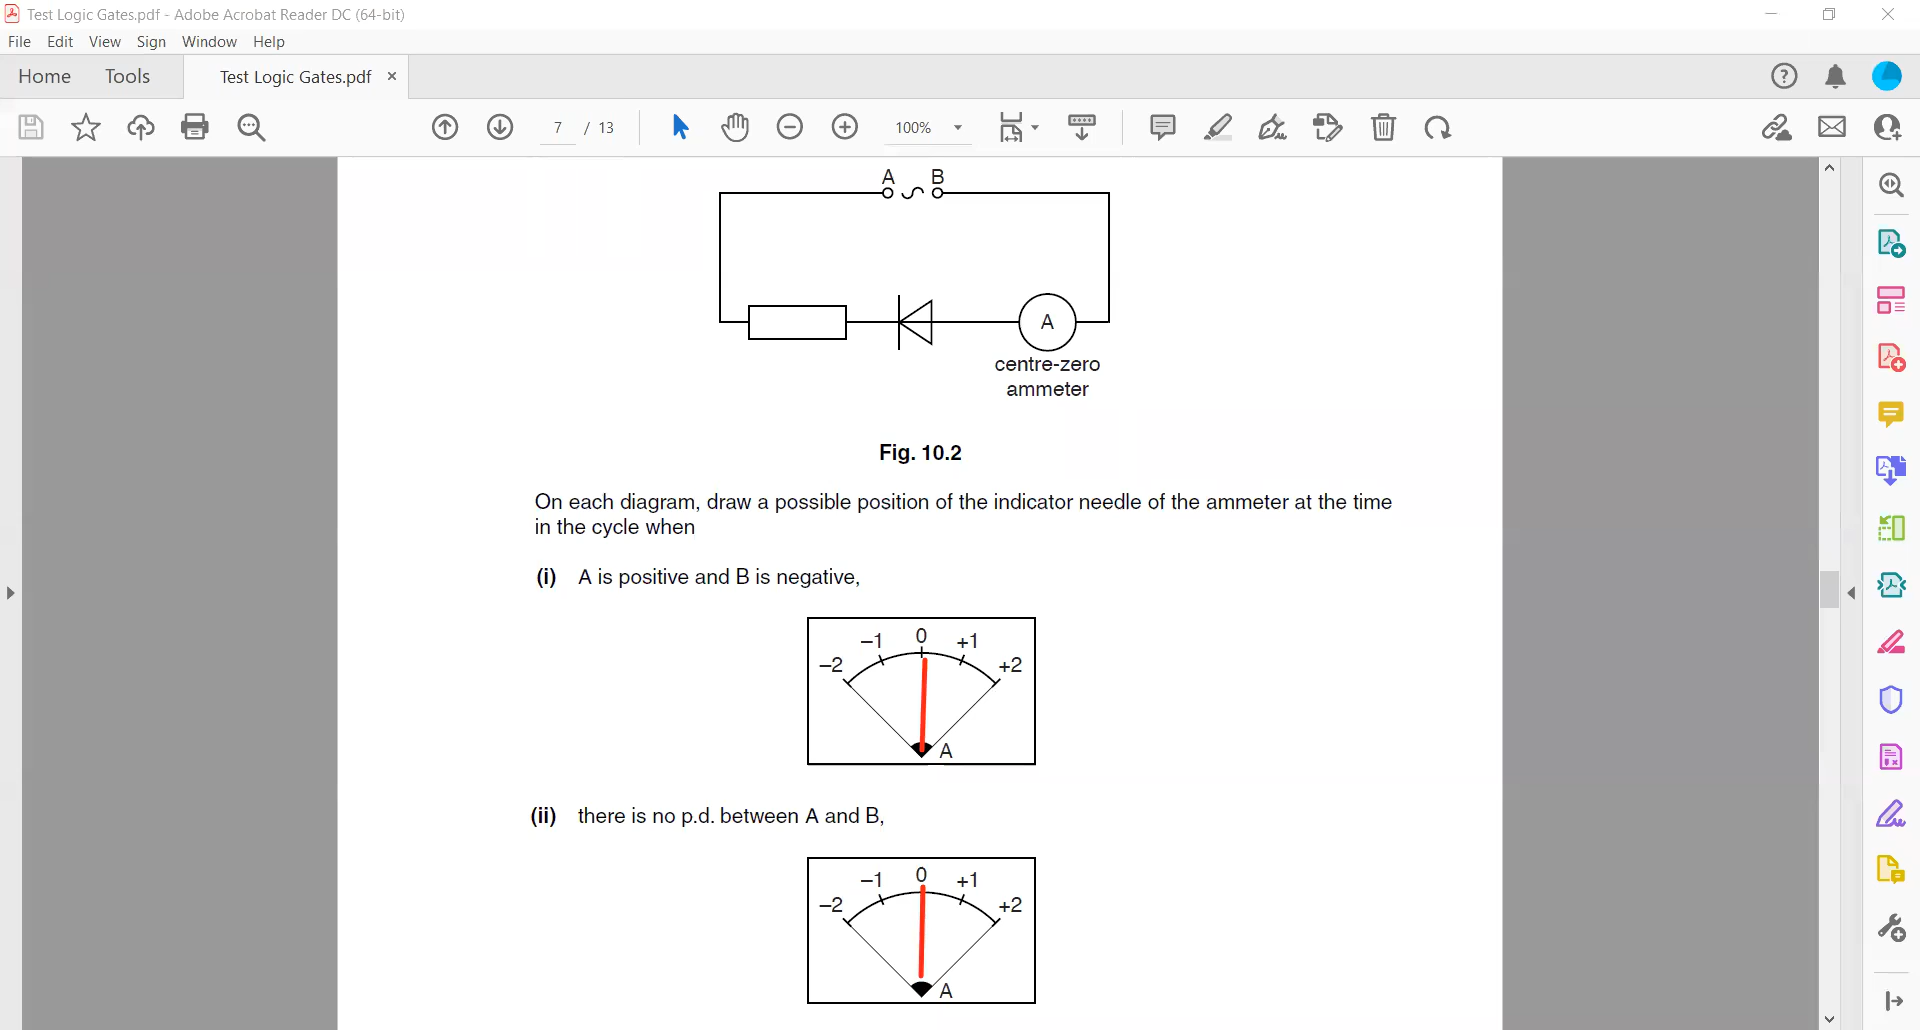 Test Logic Gates.pdf - Adobe Acrobat Reader DC (64-bit)
File Edit View Sign Window Help
Home Tools Test Logic Gates.pdf ×
7 / 13 100%
A B
A
centre-zero
ammeter
Fig. 10.2
On each diagram, draw a possible position of the indicator needle of the ammeter at the time
in the cycle when
(i) A is positive and B is negative,
–2 –1 0 +1 +2
A
(ii) there is no p.d. between A and B,
–2 –1 0 +1 +2
A